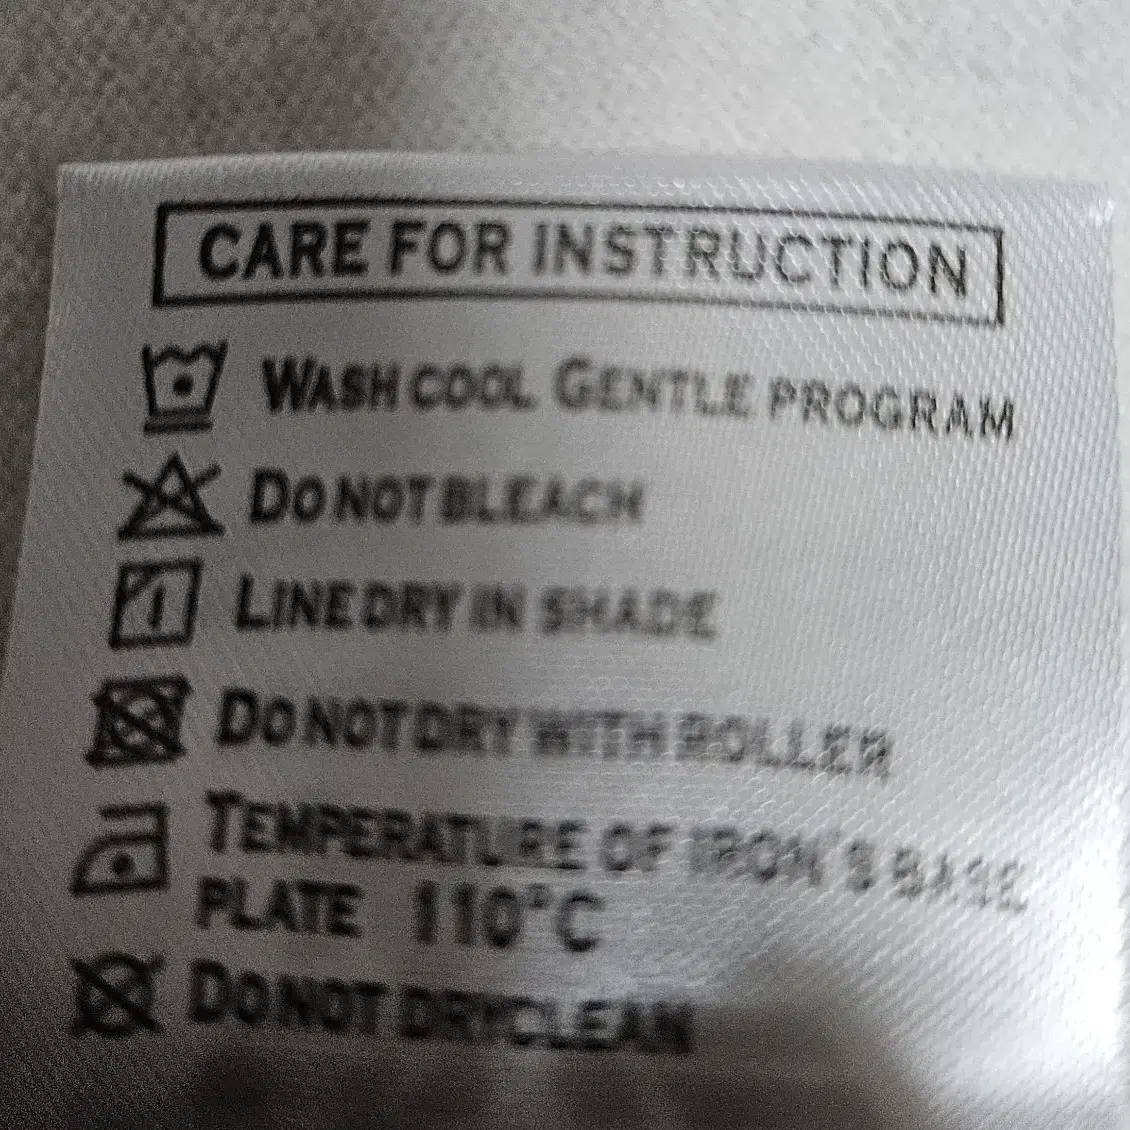 CARE FOR INSTRUCTION
WASH COOL GENTLE PROGRAM
DO NOT BLEACH
LINE DRY IN SHADE
DO NOT DRY WITH ROLLER
TEMPERATURE OF IRON'S BASE
PLATE 110°C
DO NOT DRYCLEAN